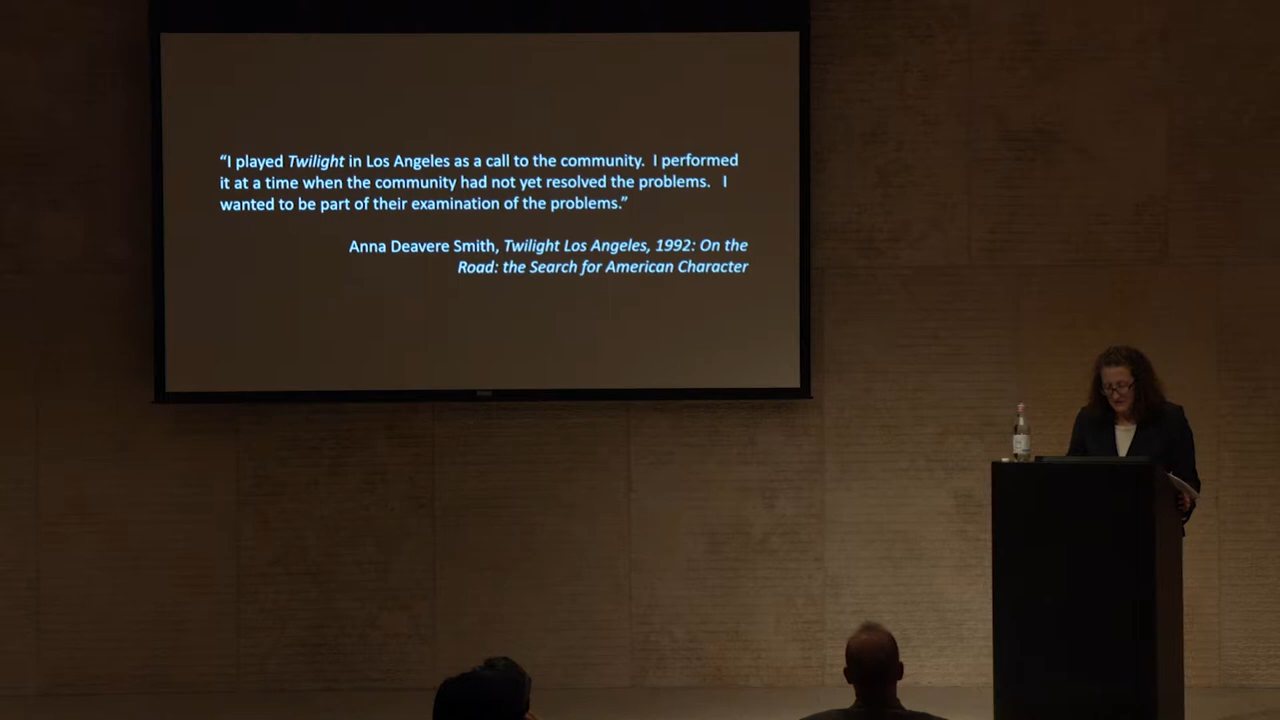 “I played Twilight in Los Angeles as a call to the community.  I performed
it at a time when the community had not yet resolved the problems.   I
wanted to be part of their examination of the problems.”
Anna Deavere Smith, Twilight Los Angeles, 1992: On the
Road: the Search for American Character